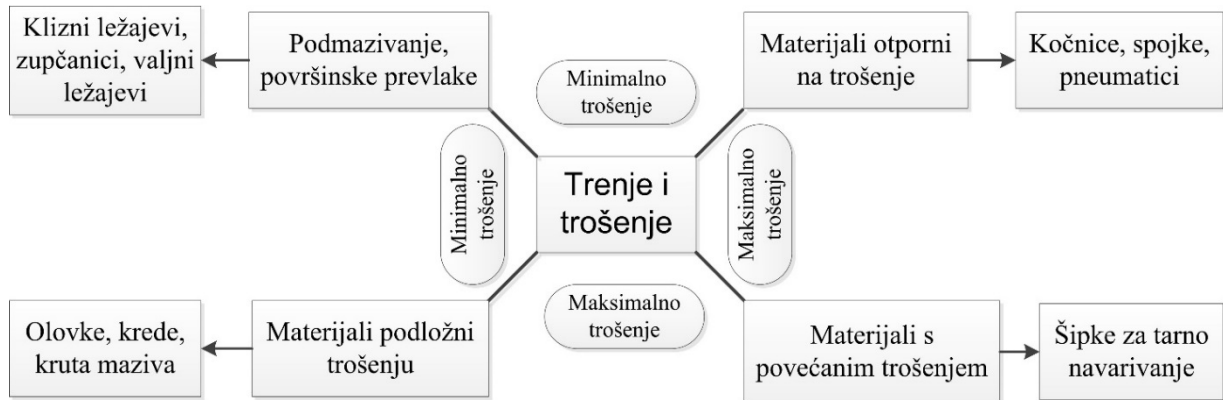 Klizni ležajevi,
zupčanici, valjni
ležajevi
Podmazivanje,
površinske prevlake
Minimalno
trošenje
Materijali otporni
na trošenje
Kočnice, spojke,
pneumatici
Minimalno
trošenje
Trenje i
trošenje
Maksimalno
trošenje
Maksimalno
trošenje
Olovke, krede,
kruta maziva
Materijali podložni
trošenju
Materijali s
povećanim trošenjem
Šipke za tarno
navarivanje